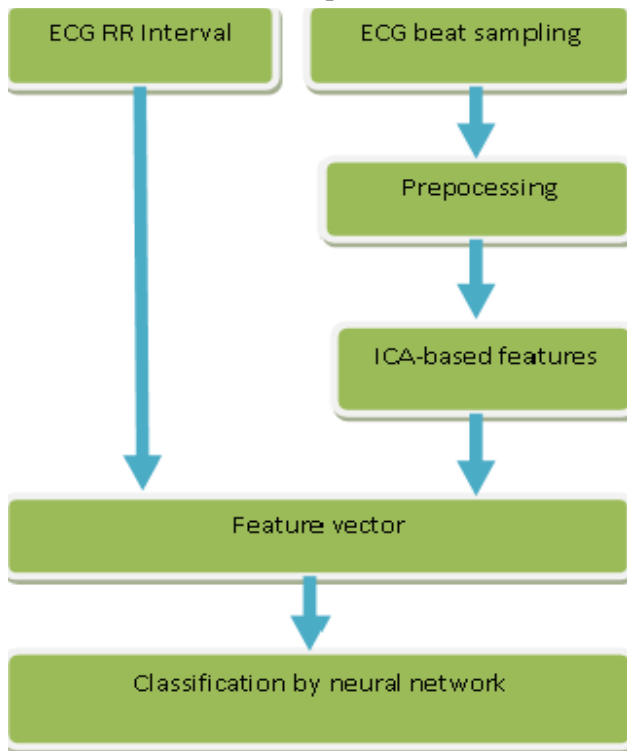 ECG RR Interval
ECG beat sampling
Prepocessing
ICA-based features
Feature vector
Classification by neural network